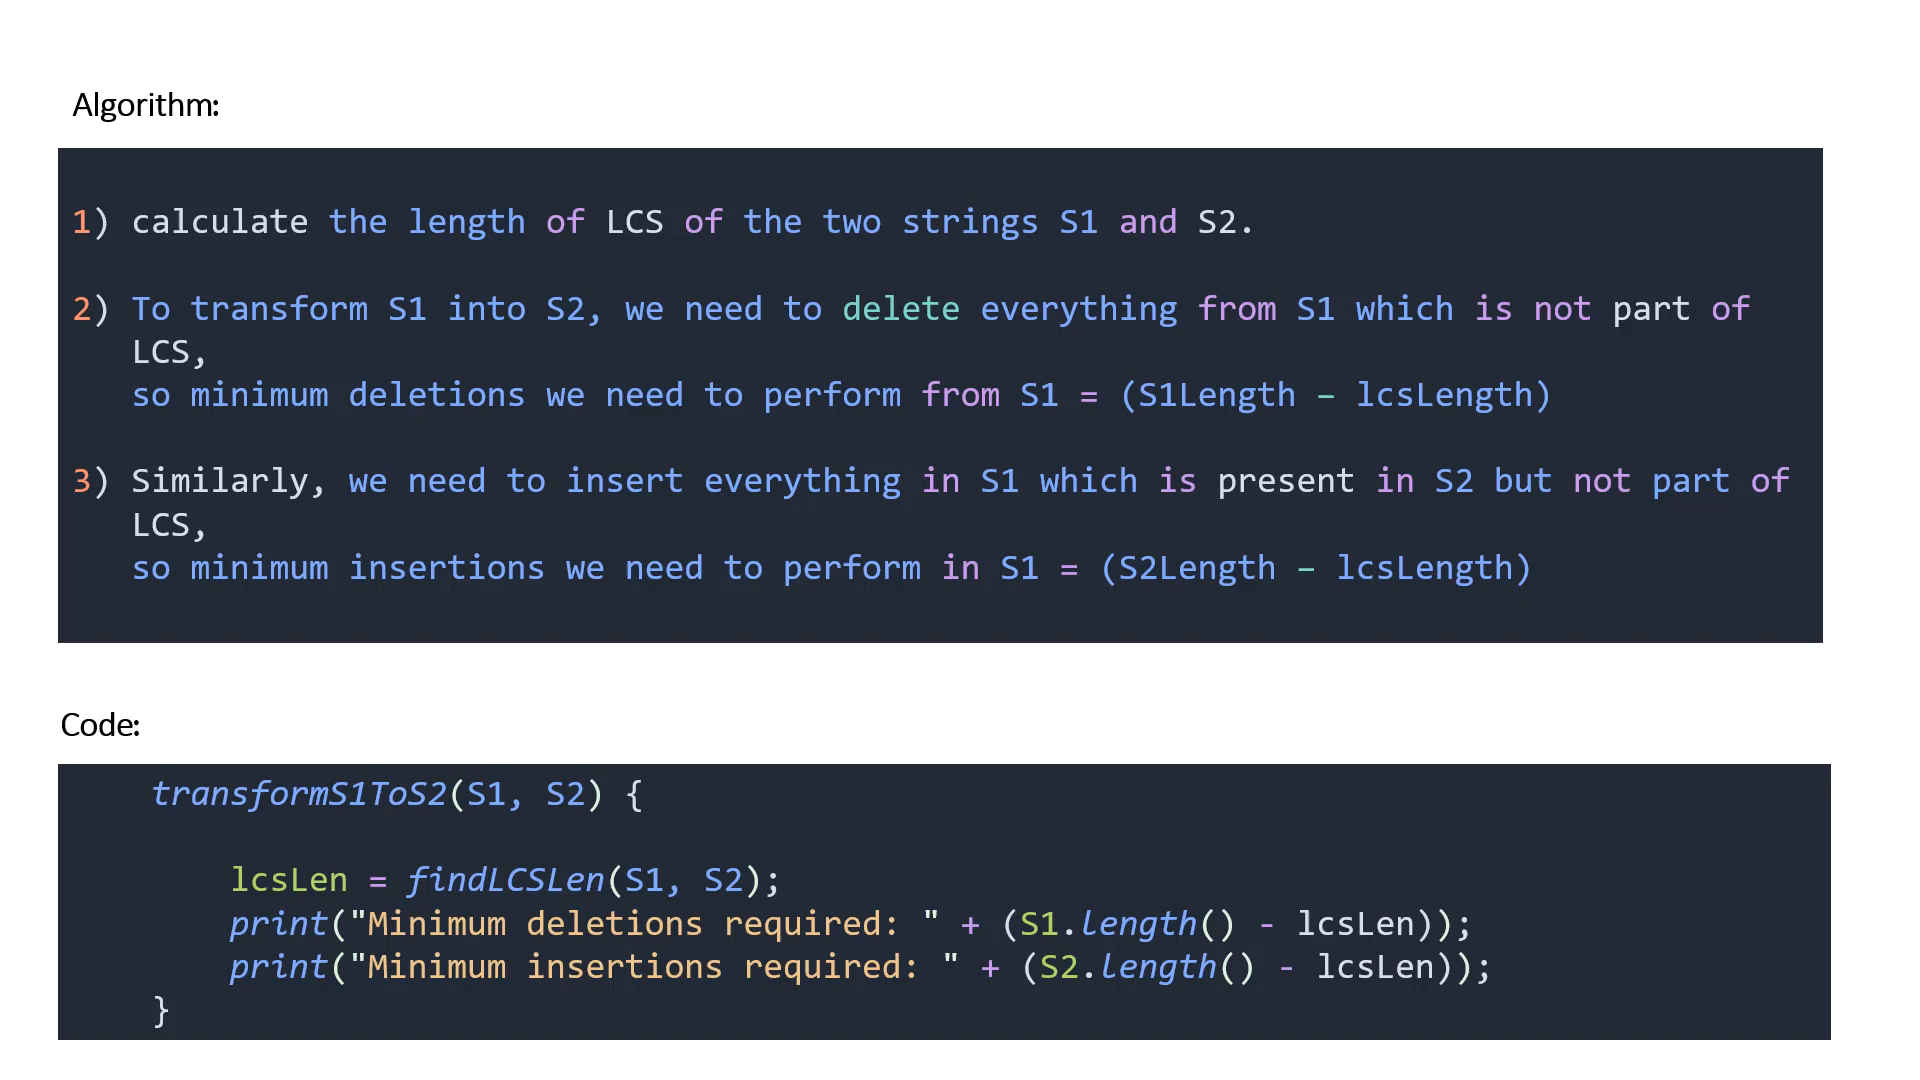 Algorithm:
1) calculate the length of LCS of the two strings S1 and S2.
2) To transform S1 into S2, we need to delete everything from S1 which is not part of
LCS,
so minimum deletions we need to perform from S1 = (S1Length – lcsLength)
3) Similarly, we need to insert everything in S1 which is present in S2 but not part of
LCS,
so minimum insertions we need to perform in S1 = (S2Length – lcsLength)
Code:
transformS1ToS2(S1, S2) {
lcsLen = findLCSLen(S1, S2);
print("Minimum deletions required: " + (S1.length() - lcsLen));
print("Minimum insertions required: " + (S2.length() - lcsLen));
}